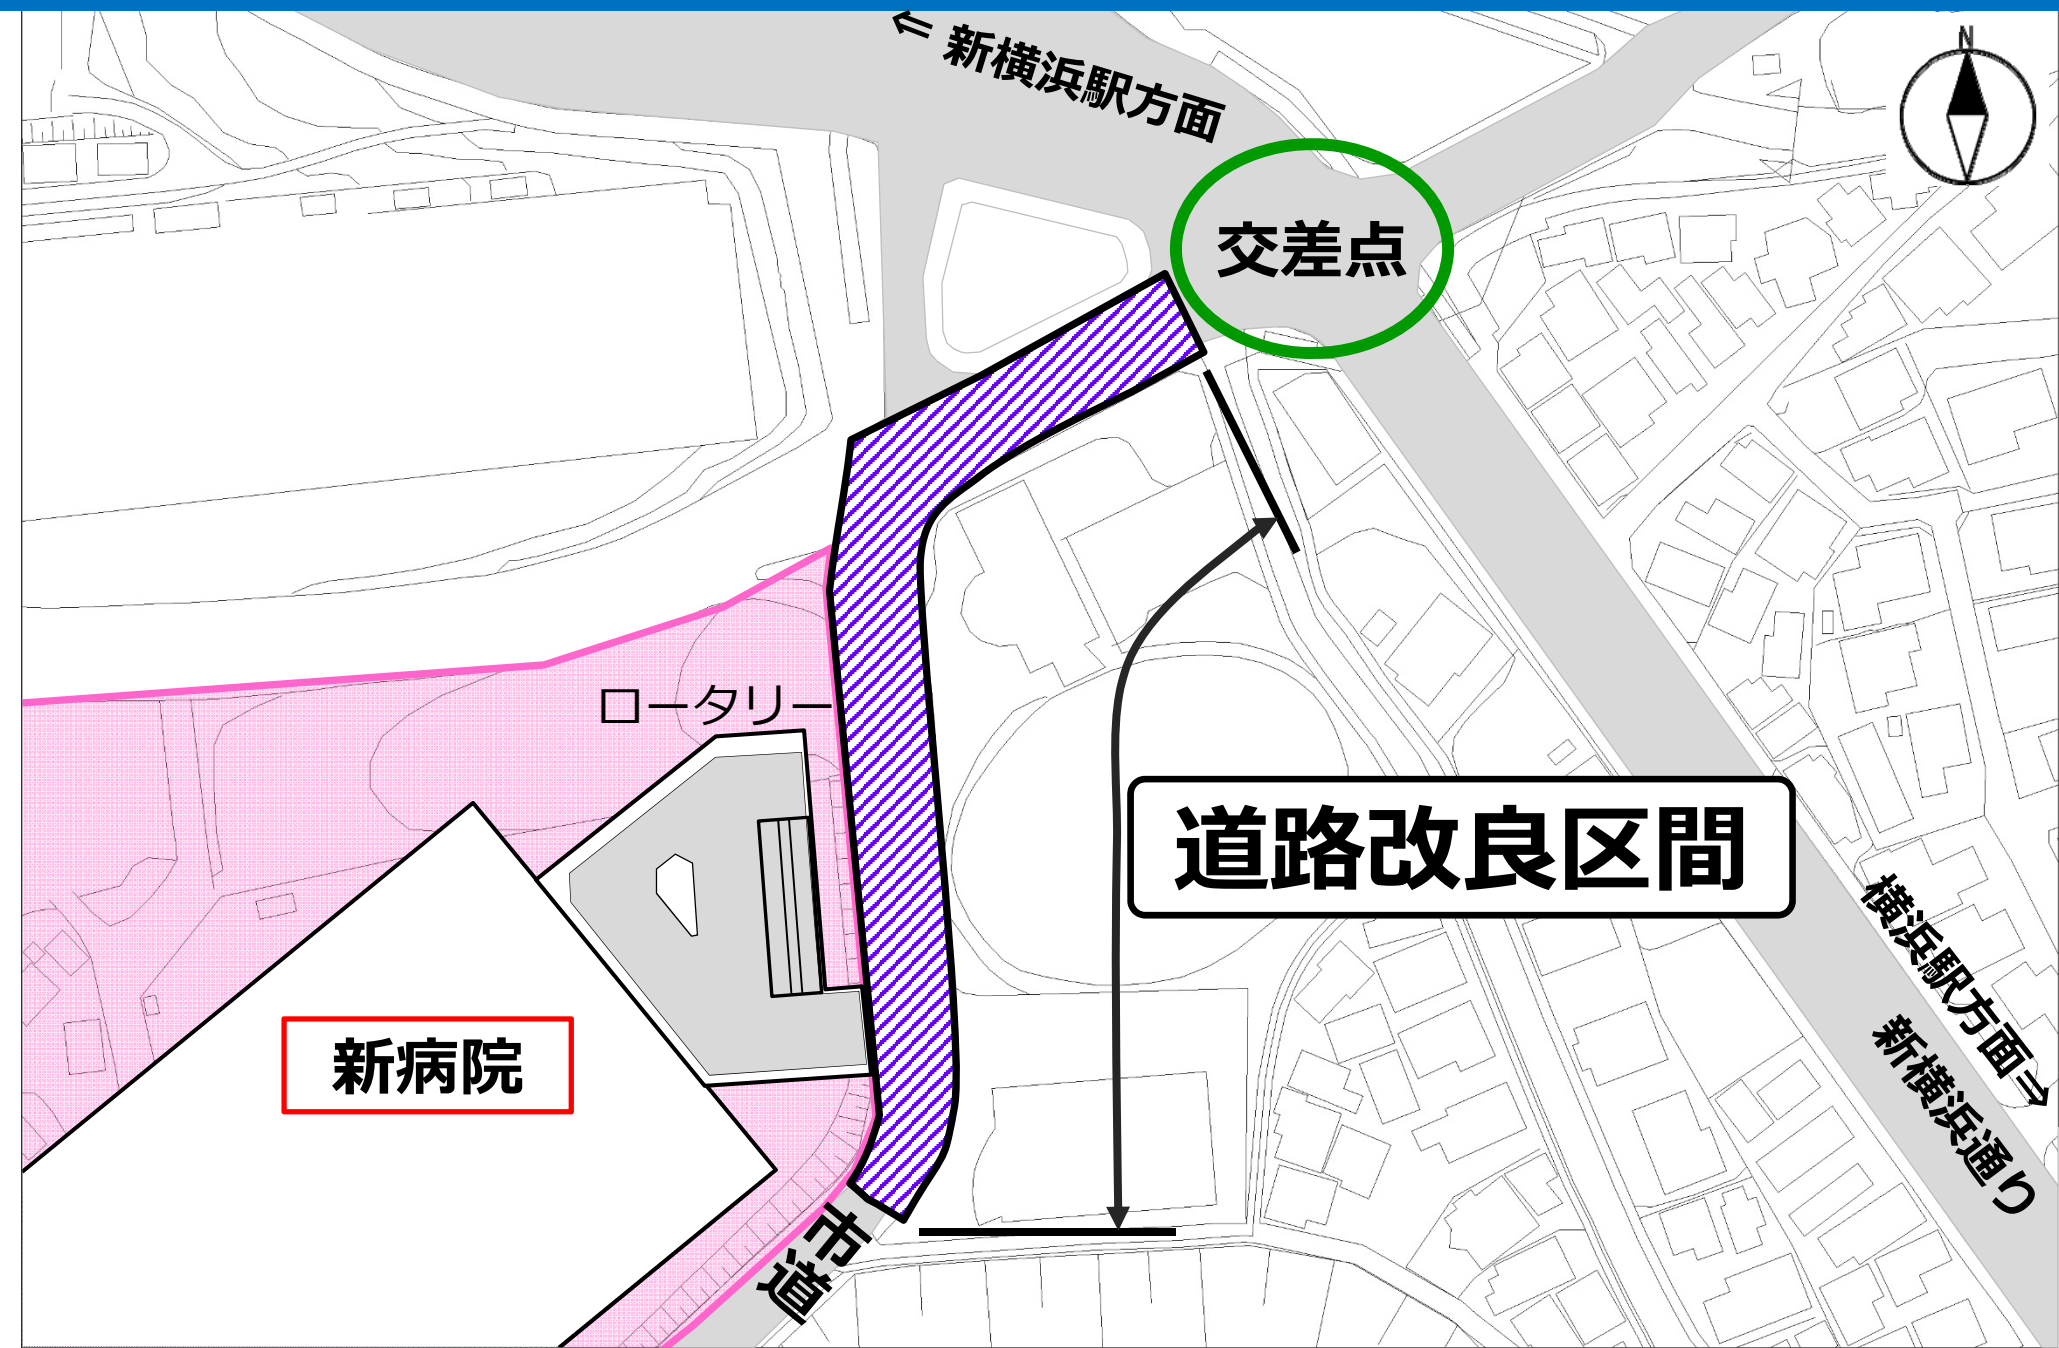 ⇐ 新横浜駅方面
N
交差点
ロータリー
道路改良区間
横浜駅方面⇒
新横浜通り
新病院
市道